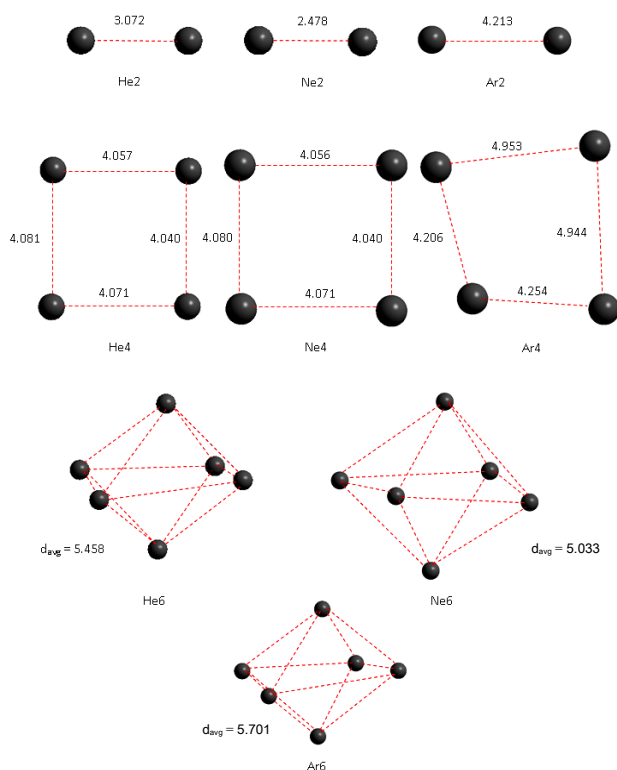 3.072
2.478
4.213
He2
Ne2
Ar2
4.057
4.056
4.953
4.081
4.040
4.080
4.040
4.206
4.944
4.071
4.071
4.254
He4
Ne4
Ar4
davg = 5.458
davg = 5.033
He6
Ne6
davg = 5.701
Ar6